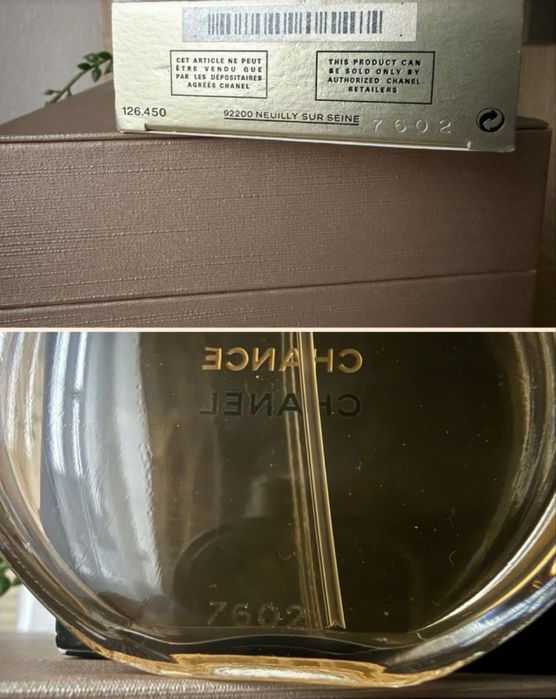 CET ARTICLE NE PEUT
ÊTRE VENDU QUE
PAR LES DÉPOSITAIRES
AGRÉÉS CHANEL
THIS PRODUCT CAN
BE SOLD ONLY BY
AUTHORIZED CHANEL
RETAILERS
126.450
92200 NEUILLY SUR SEINE
7602
CHANCE
CHANEL
7602